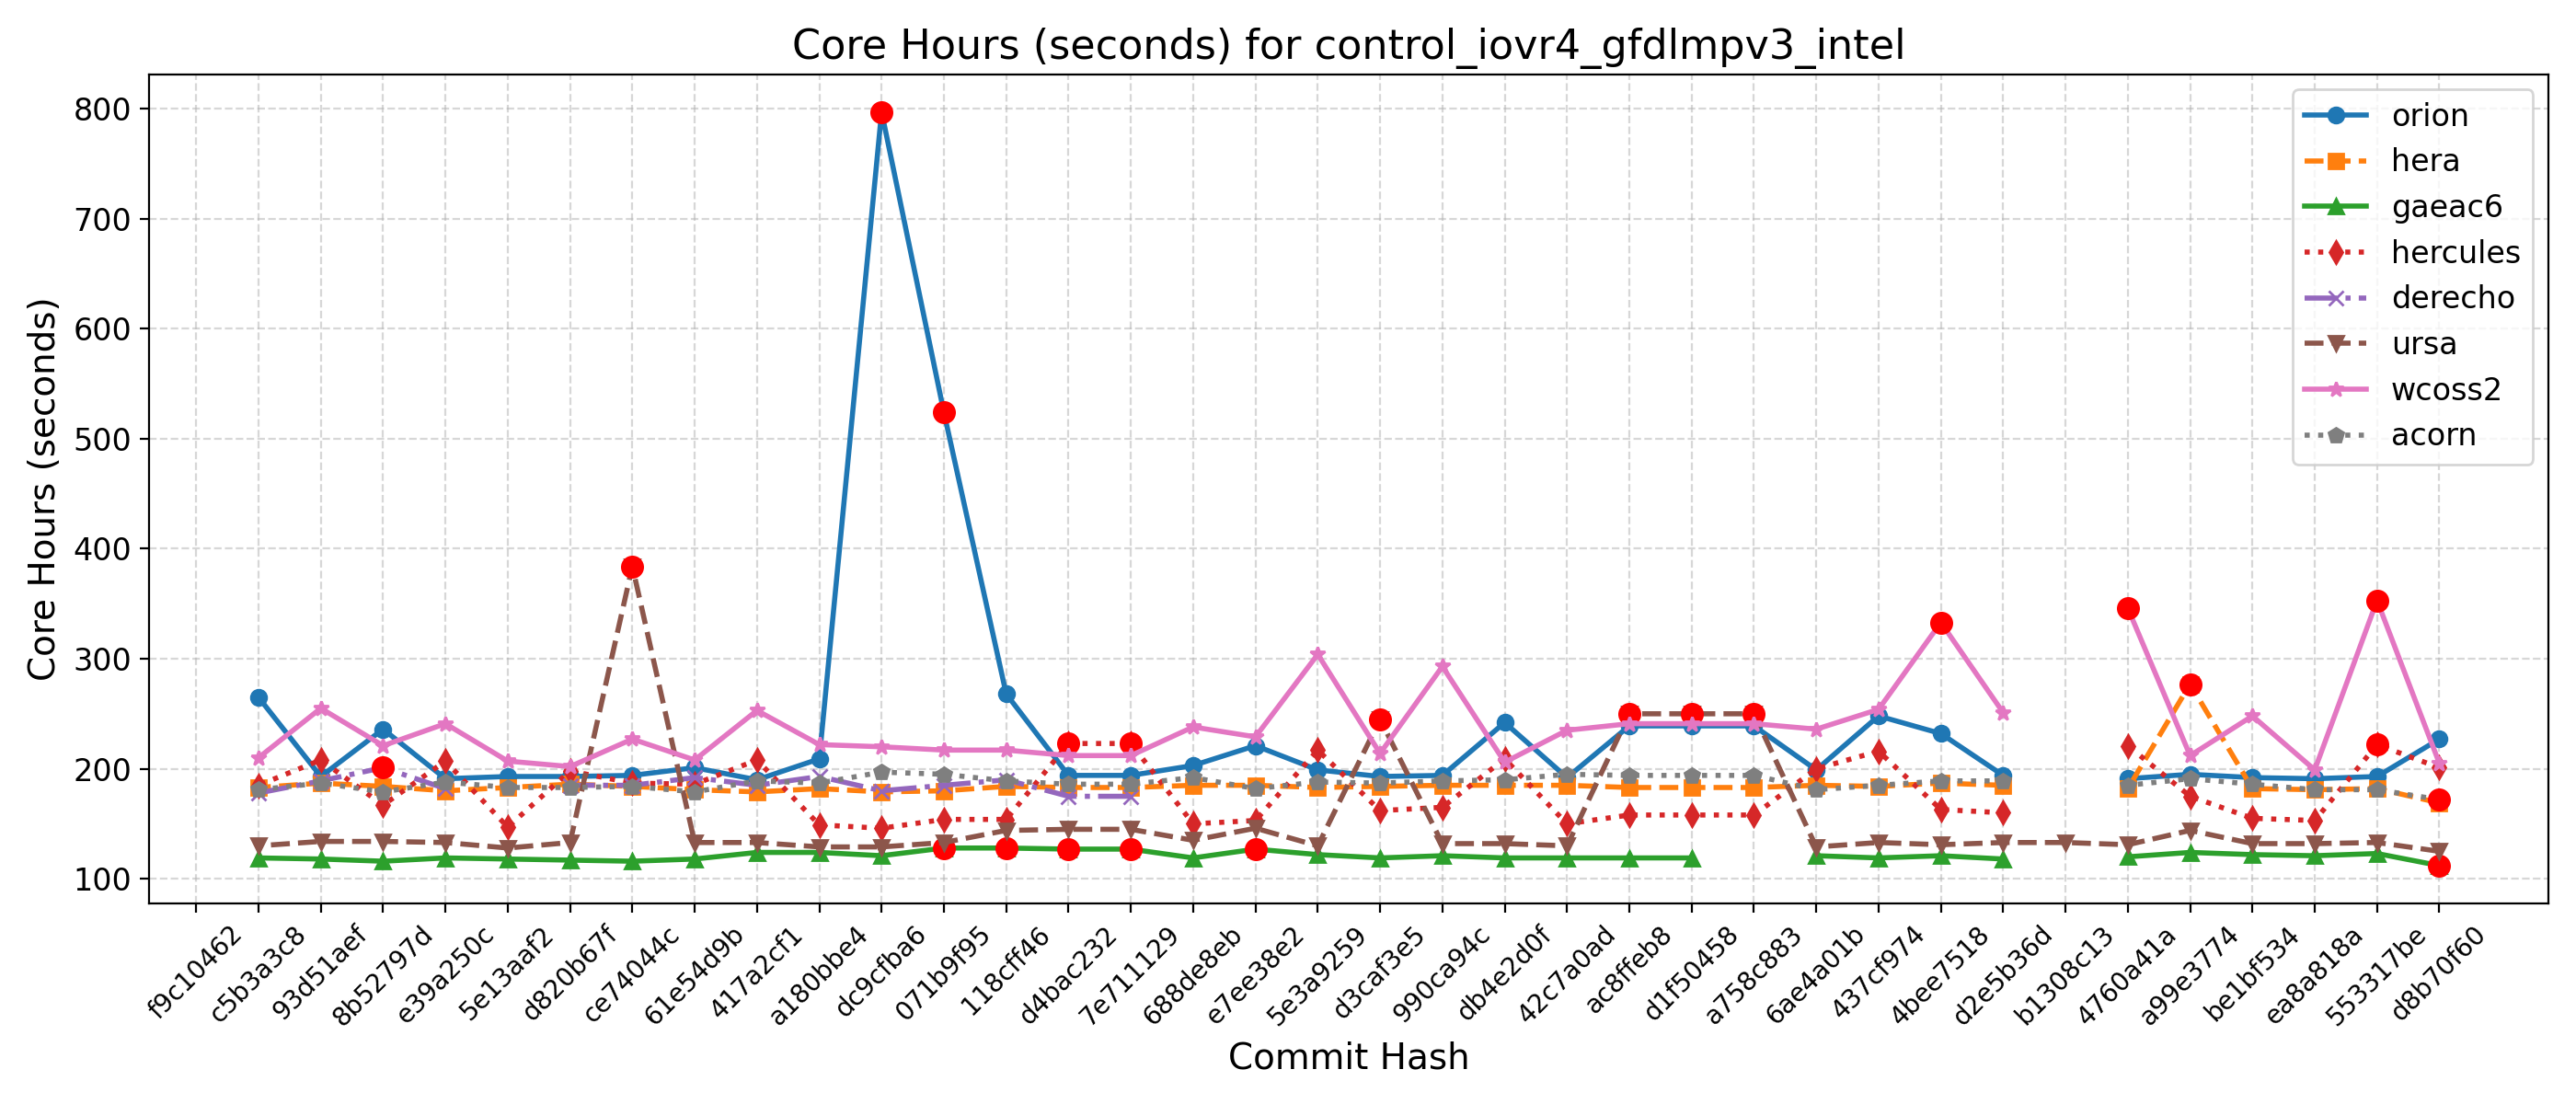 Core Hours (seconds) for control_iovr4_gfdlmpv3_intel
Core Hours (seconds)
800
700
600
500
400
300
200
100
orion
hera
gaeac6
hercules
derecho
ursa
wcoss2
acorn
f9c10462
c5b3a3c8
93d51aef
8b52797d
e39a250c
5e13aaf2
d820b67f
ce74044c
61e54d9b
417a2cf1
a180bbe4
dc9cfba6
071b9f95
118cff46
d4bac232
7e711129
688de8eb
e7ee38e2
5e3a9259
d3caf3e5
990ca94c
db4e2d0f
42c7a0ad
ac8ffeb8
d1f50458
a758c883
6ae4a01b
437cf974
4bee7518
d2e5b36d
b1308c13
4760a41a
a99e3774
be1bf534
ea8a818a
553317be
d8b70f60
Commit Hash